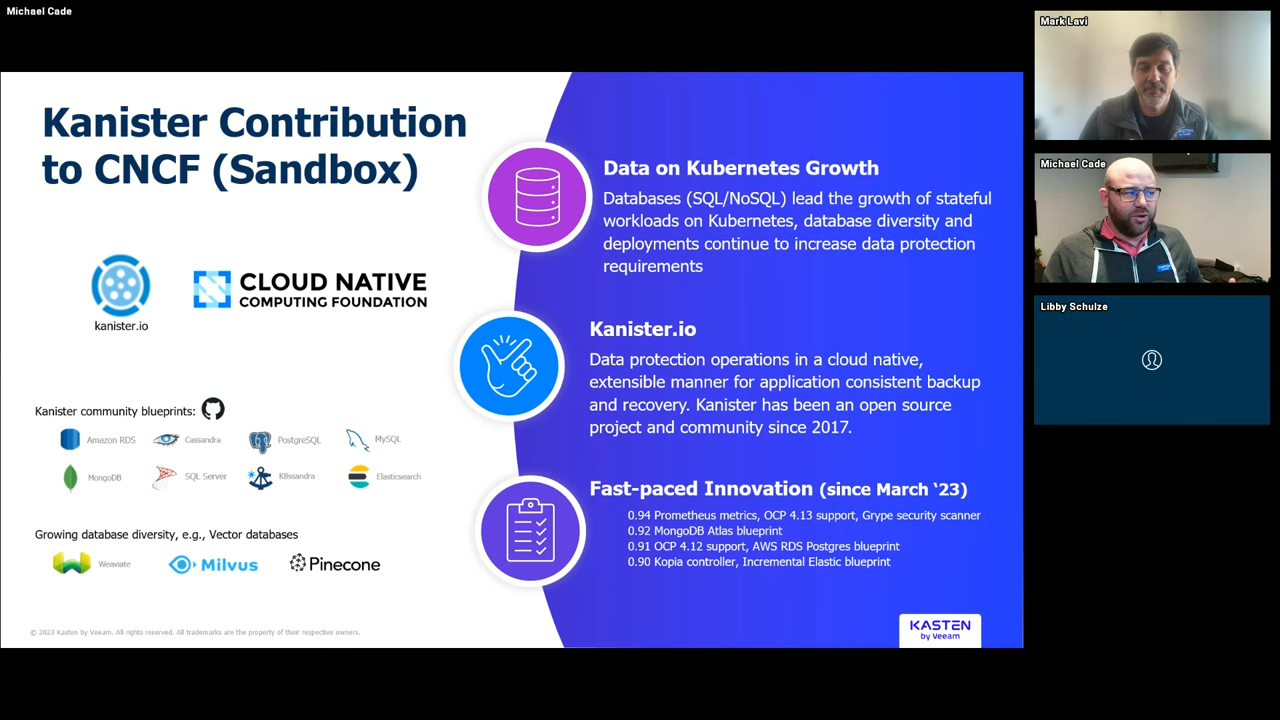 Michael Cade
Kanister Contribution
to CNCF (Sandbox)
kanister.io
CLOUD NATIVE
COMPUTING FOUNDATION
Kanister community blueprints:
Amazon RDS
Cassandra
PostgreSQL
MySQL
MongoDB
SQL Server
K8ssandra
Elasticsearch
Growing database diversity, e.g., Vector databases
Weaviate
Milvus
Pinecone
© 2023 Kasten by Veeam. All rights reserved. All trademarks are the property of their respective owners.
Data on Kubernetes Growth
Databases (SQL/NoSQL) lead the growth of stateful
workloads on Kubernetes, database diversity and
deployments continue to increase data protection
requirements
Kanister.io
Data protection operations in a cloud native,
extensible manner for application consistent backup
and recovery. Kanister has been an open source
project and community since 2017.
Fast-paced Innovation (since March ‘23)
0.94 Prometheus metrics, OCP 4.13 support, Grype security scanner
0.92 MongoDB Atlas blueprint
0.91 OCP 4.12 support, AWS RDS Postgres blueprint
0.90 Kopia controller, Incremental Elastic blueprint
KASTEN
by Veeam
Mark Lavi
KASTEN
Michael Cade
KASTEN
Libby Schulze